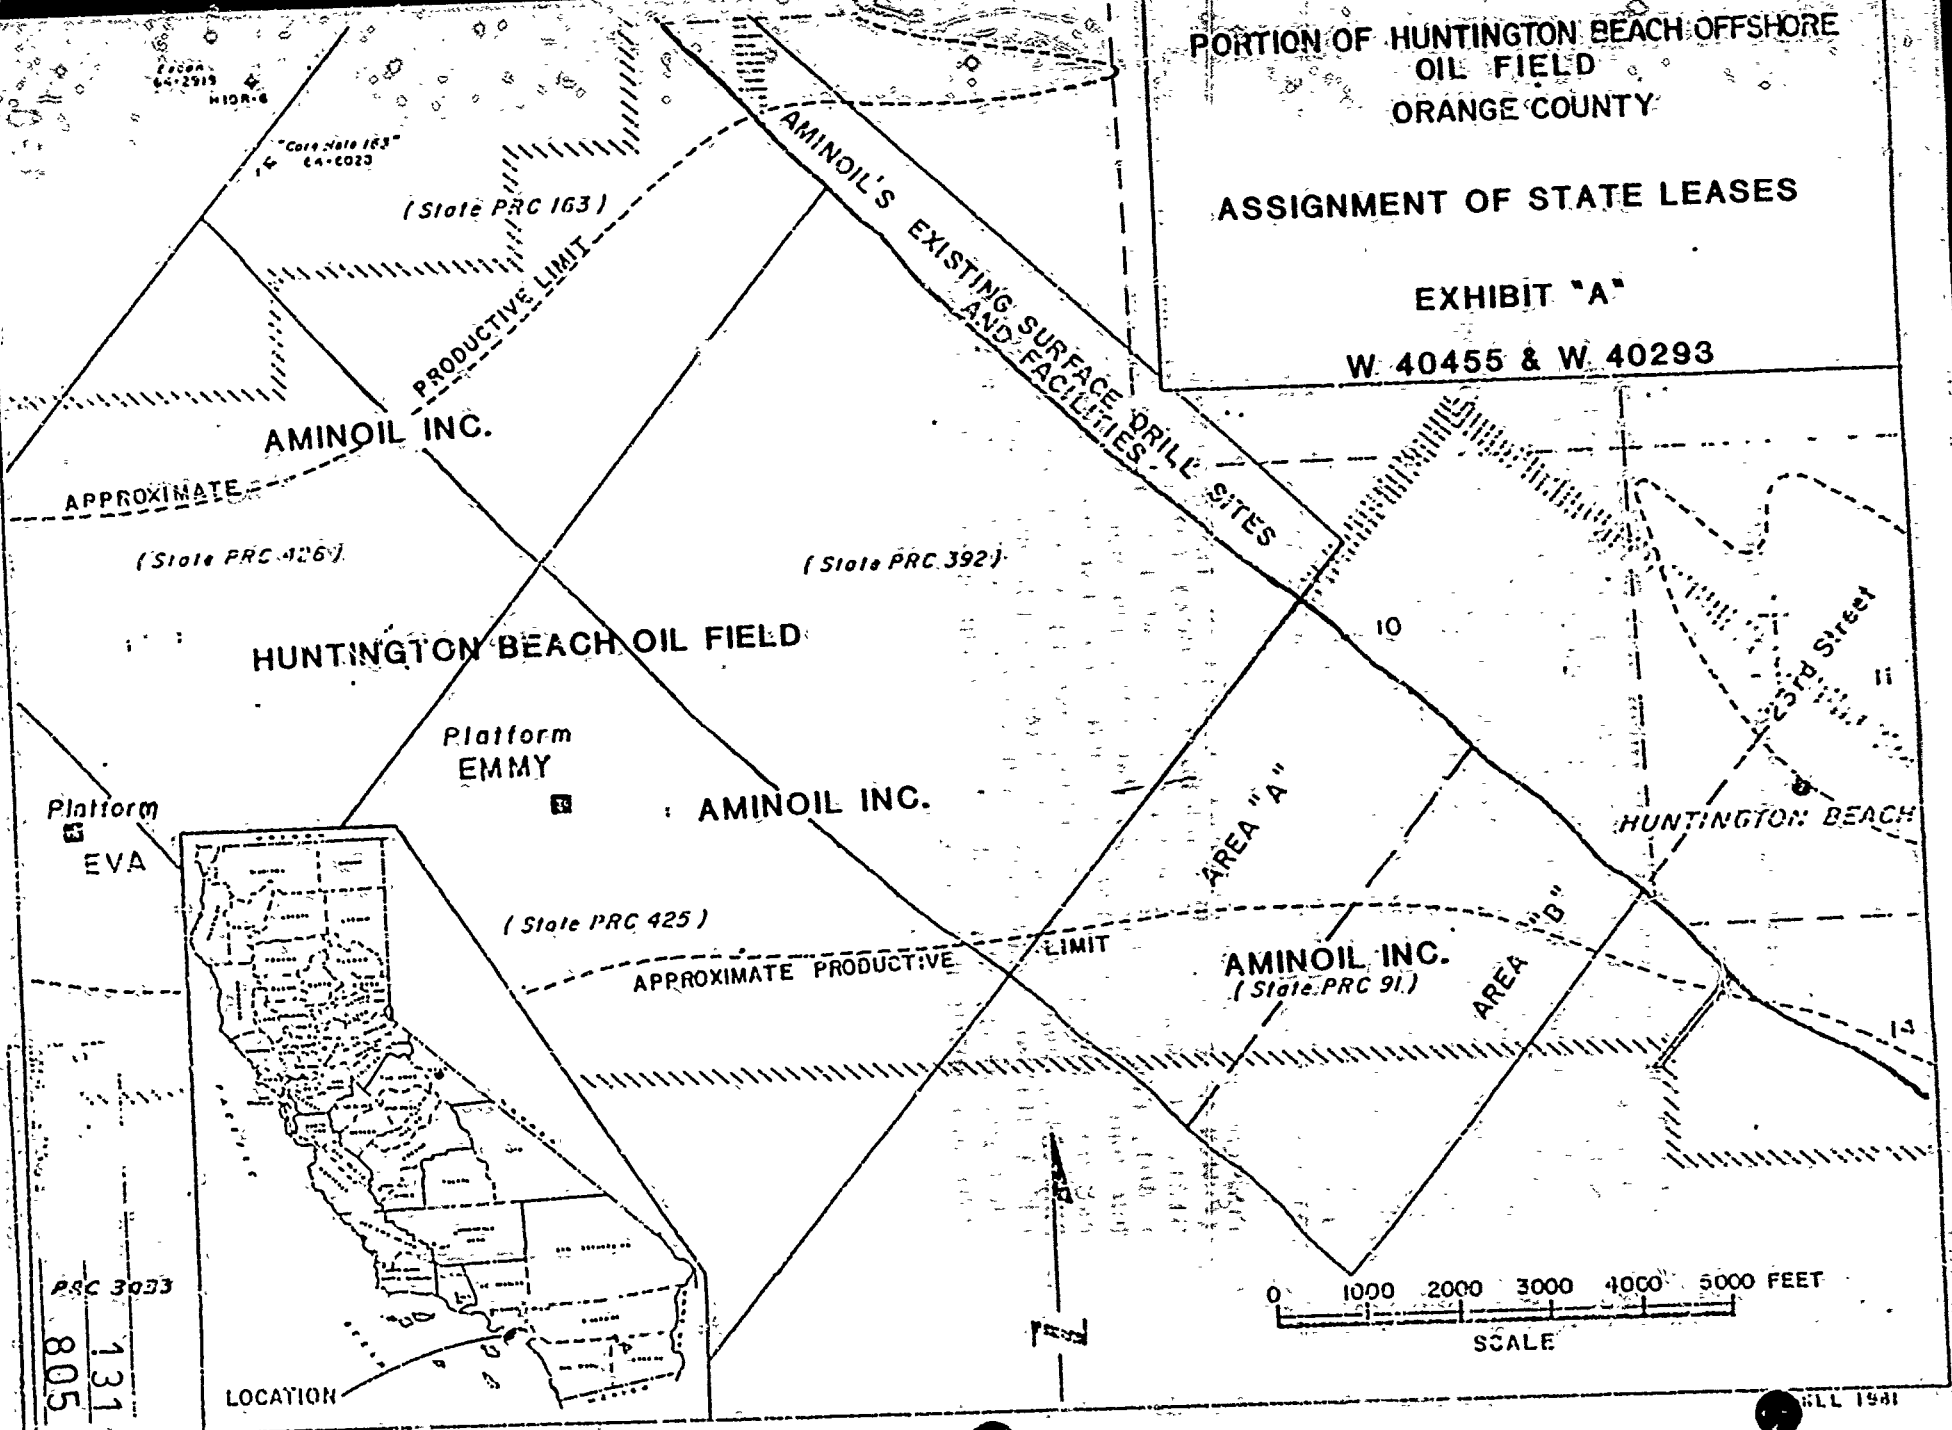 PORTION OF HUNTINGTON BEACH OFFSHORE
OIL FIELD
ORANGE COUNTY
ASSIGNMENT OF STATE LEASES
EXHIBIT "A"
W 40455 & W 40293
"Core Hole 163"
(State PRC 163)
PRODUCTIVE LIMIT
AMINOIL'S EXISTING SURFACE DRILL SITES
AND FACILITIES
AMINOIL INC.
APPROXIMATE
(State PRC 426)
(State PRC 392)
HUNTINGTON BEACH OIL FIELD
10
23rd Street
11
Platform
EMMY
AMINOIL INC.
AREA "A"
HUNTINGTON BEACH
Platform
EVA
(State PRC 425)
APPROXIMATE PRODUCTIVE
LIMIT
AREA "B"
AMINOIL INC.
(State PRC 91)
PRC 3033
0 1000 2000 3000 4000 5000 FEET
SCALE
LOCATION
131
805
1981